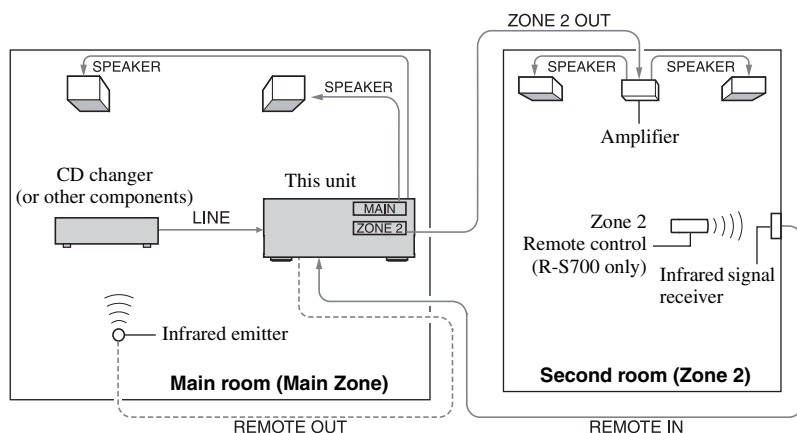 ZONE 2 OUT
SPEAKER
SPEAKER
SPEAKER
SPEAKER
Amplifier
CD changer
(or other components)
This unit
LINE
MAIN
ZONE 2
Zone 2
Remote control
(R-S700 only)
Infrared signal
receiver
Infrared emitter
Main room (Main Zone)
Second room (Zone 2)
REMOTE OUT
REMOTE IN